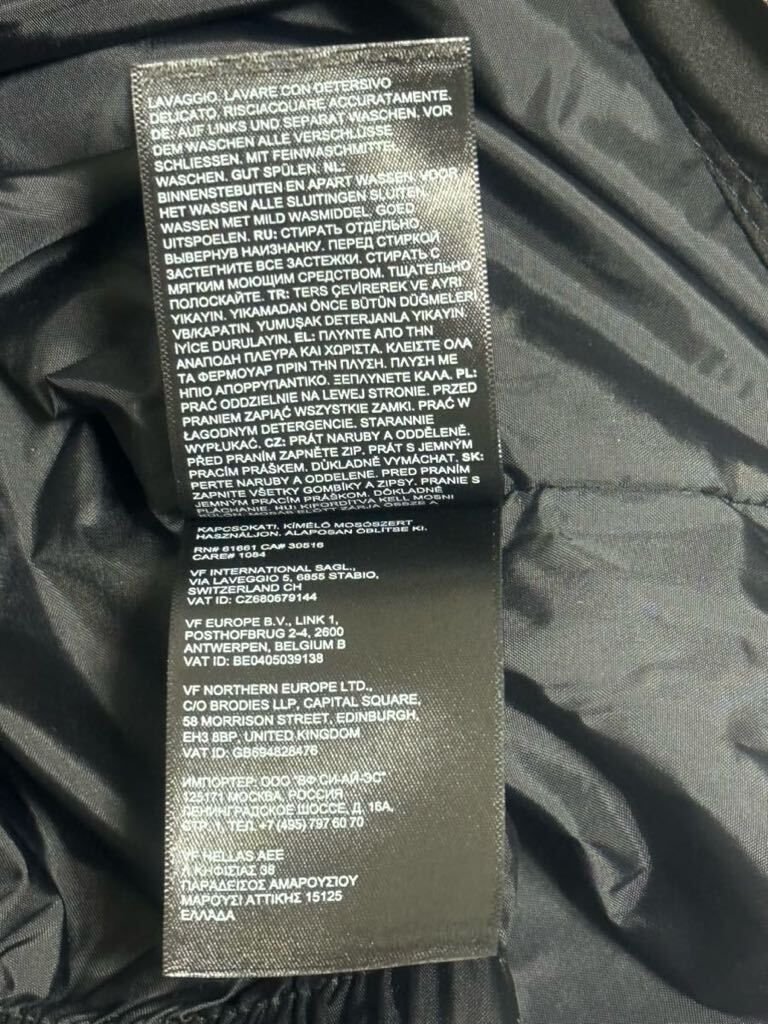 LAVAGGIO. LAVARE CON DETERSIVO
DELICATO. RISCIACQUARE ACCURATAMENTE.
DE: AUF LINKS UND SEPARAT WASCHEN. VOR
DEM WASCHEN ALLE VERSCHLÜSSE
SCHLIESSEN. MIT FEINWASCHMITTEL
WASCHEN. GUT SPÜLEN. NL:
BINNENSTEBUITEN EN APART WASSEN. VOOR
HET WASSEN ALLE SLUITINGEN SLUITEN.
WASSEN MET MILD WASMIDDEL. GOED
UITSPOELEN. RU: СТИРАТЬ ОТДЕЛЬНО
ВЫВЕРНУВ НАИЗНАНКУ. ПЕРЕД СТИРКОЙ
ЗАСТЕГНИТЕ ВСЕ ЗАСТЕЖКИ. СТИРАТЬ С
МЯГКИМ МОЮЩИМ СРЕДСТВОМ. ТЩАТЕЛЬНО
ПОЛОСКАЙТЕ. TR: TERS ÇEVİREREK VE AYRI
YIKAYIN. YIKAMADAN ÖNCE BÜTÜN DÜĞMELERİ
VB/KAPATIN. YUMUŞAK DETERJANLA YIKAYIN.
İYİCE DURULAYIN. EL: ΠΛΥΝΤΕ ΑΠΟ ΤΗΝ
ΑΝΑΠΟΔΗ ΠΛΕΥΡΑ ΚΑΙ ΧΩΡΙΣΤΑ. ΚΛΕΙΣΤΕ ΟΛΑ
ΤΑ ΦΕΡΜΟΥΑΡ ΠΡΙΝ ΤΗΝ ΠΛΥΣΗ. ΠΛΥΣΗ ΜΕ
ΗΠΙΟ ΑΠΟΡΡΥΠΑΝΤΙΚΟ. ΞΕΠΛΥΝΕΤΕ ΚΑΛΑ. PL:
PRAĆ ODDZIELNIE NA LEWEJ STRONIE. PRZED
PRANIEM ZAPIĄĆ WSZYSTKIE ZAMKI. PRAĆ W
ŁAGODNYM DETERGENCIE. STARANNIE
WYPŁUKAĆ. CZ: PRÁT NARUBY A ODDĚLENĚ.
PŘED PRANÍM ZAPNĚTE ZIP. PRÁT S JEMNÝM
PRACÍM PRÁŠKEM. DŮKLADNĚ VYMÁCHAT. SK:
PERTE NARUBY A ODDELENE. PRED PRANÍM
ZAPNITE VŠETKY GOMBÍKY A ZIPSY. PRANIE S
JEMNÝM PRACÍM PRÁŠKOM. DÔKLADNÉ
PLÁCHANIE. HU: KIFORDÍTVA KELL MOSNI
KÜLÖN. MOSÁS ELŐTT ZÁRJA ÖSSZE A
KAPCSOKAT/. KÍMÉLŐ MOSÓSZERT
HASZNÁLJON. ALAPOSAN ÖBLÍTSE KI.
RN# 61661 CA# 30516
CARE# 1084
VF INTERNATIONAL SAGL.,
VIA LAVEGGIO 5, 6855 STABIO,
SWITZERLAND CH
VAT ID: CZ680679144
VF EUROPE B.V., LINK 1,
POSTHOFBRUG 2-4, 2600
ANTWERPEN, BELGIUM B
VAT ID: BE0405039138
VF NORTHERN EUROPE LTD.,
C/O BRODIES LLP, CAPITAL SQUARE,
58 MORRISON STREET, EDINBURGH,
EH3 8BP, UNITED KINGDOM
VAT ID: GB694828476
ИМПОРТЕР: ООО "ВФ СИ-АЙ-ЭС"
125171 МОСКВА, РОССИЯ
ЛЕНИНГРАДСКОЕ ШОССЕ, Д. 16А,
СТР. 1, ТЕЛ. +7 (495) 797 60 70
VF HELLAS AEE
Λ ΚΗΦΙΣΙΑΣ 38
ΠΑΡΑΔΕΙΣΟΣ ΑΜΑΡΟΥΣΙΟΥ
ΜΑΡΟΥΣΙ ΑΤΤΙΚΗΣ 15125
ΕΛΛΑΔΑ